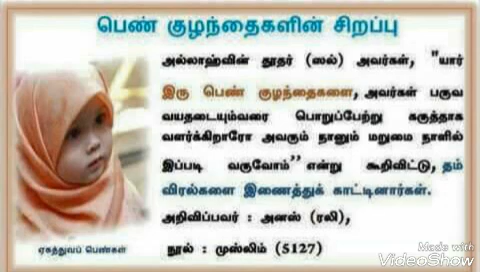 பெண் குழந்தைகளின் சிறப்பு
அல்லாஹ்வின் தூதர் (ஸல்) அவர்கள், "யார்
இரு பெண் குழந்தைகளை, அவர்கள் பருவ
வயதடையும்வரை பொறுப்பேற்று கருத்தாக
வளர்க்கிறாரோ அவரும் நானும் மறுமை நாளில்
இப்படி வருவோம்” என்று கூறிவிட்டு, தம்
விரல்களை இணைத்துக் காட்டினார்கள்.
அறிவிப்பவர் : அனஸ் (ரலி),
நூல் : முஸ்லிம் (5127)
ஏகத்துவப் பெண்கள்
Made with
VideoShow